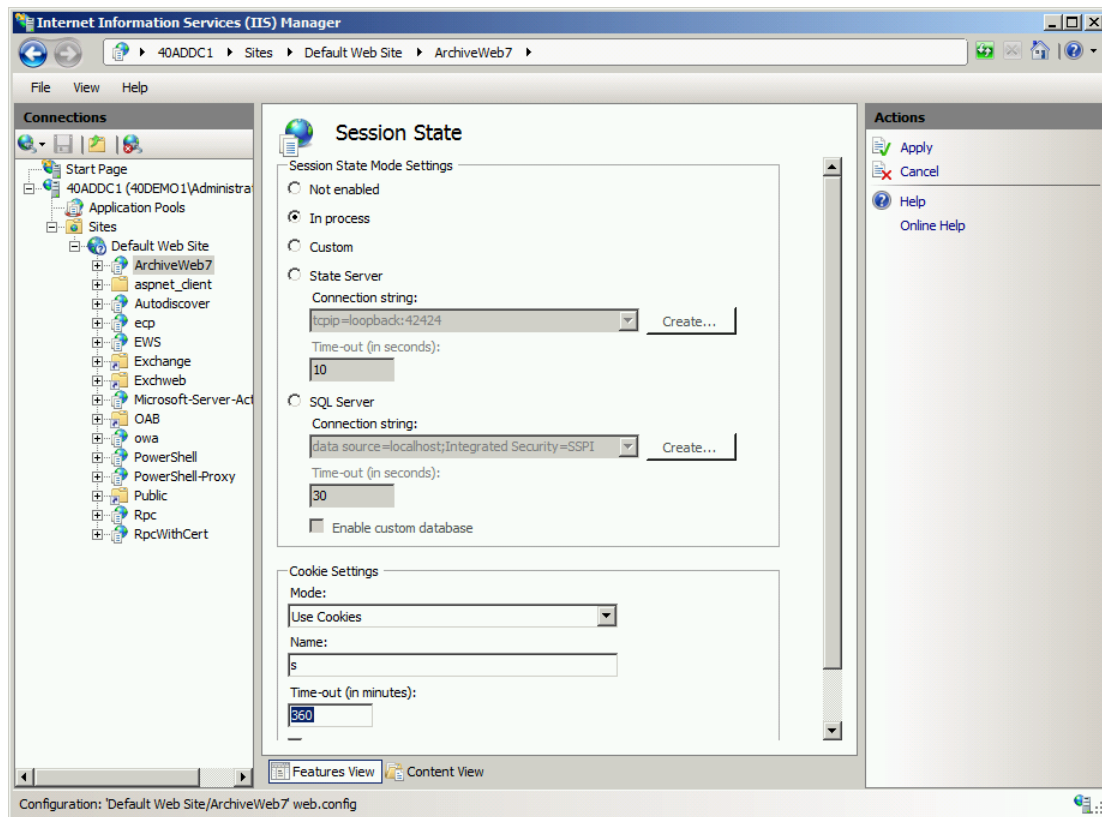 Internet Information Services (IIS) Manager
40ADDC1 Sites Default Web Site ArchiveWeb7
File View Help
Connections
Start Page
40ADDC1 (40DEMO1\Administrat
Application Pools
Sites
Default Web Site
ArchiveWeb7
aspnet_client
Autodiscover
ecp
EWS
Exchange
Exchweb
Microsoft-Server-Act
OAB
owa
PowerShell
PowerShell-Proxy
Public
Rpc
RpcWithCert
Session State
Session State Mode Settings
Not enabled
In process
Custom
State Server
Connection string:
tcpip=loopback:42424
Create...
Time-out (in seconds):
10
SQL Server
Connection string:
data source=localhost;Integrated Security=SSPI
Create...
Time-out (in seconds):
30
Enable custom database
Cookie Settings
Mode:
Use Cookies
Name:
s
Time-out (in minutes):
360
Features View Content View
Actions
Apply
Cancel
Help
Online Help
Configuration: 'Default Web Site/ArchiveWeb7' web.config